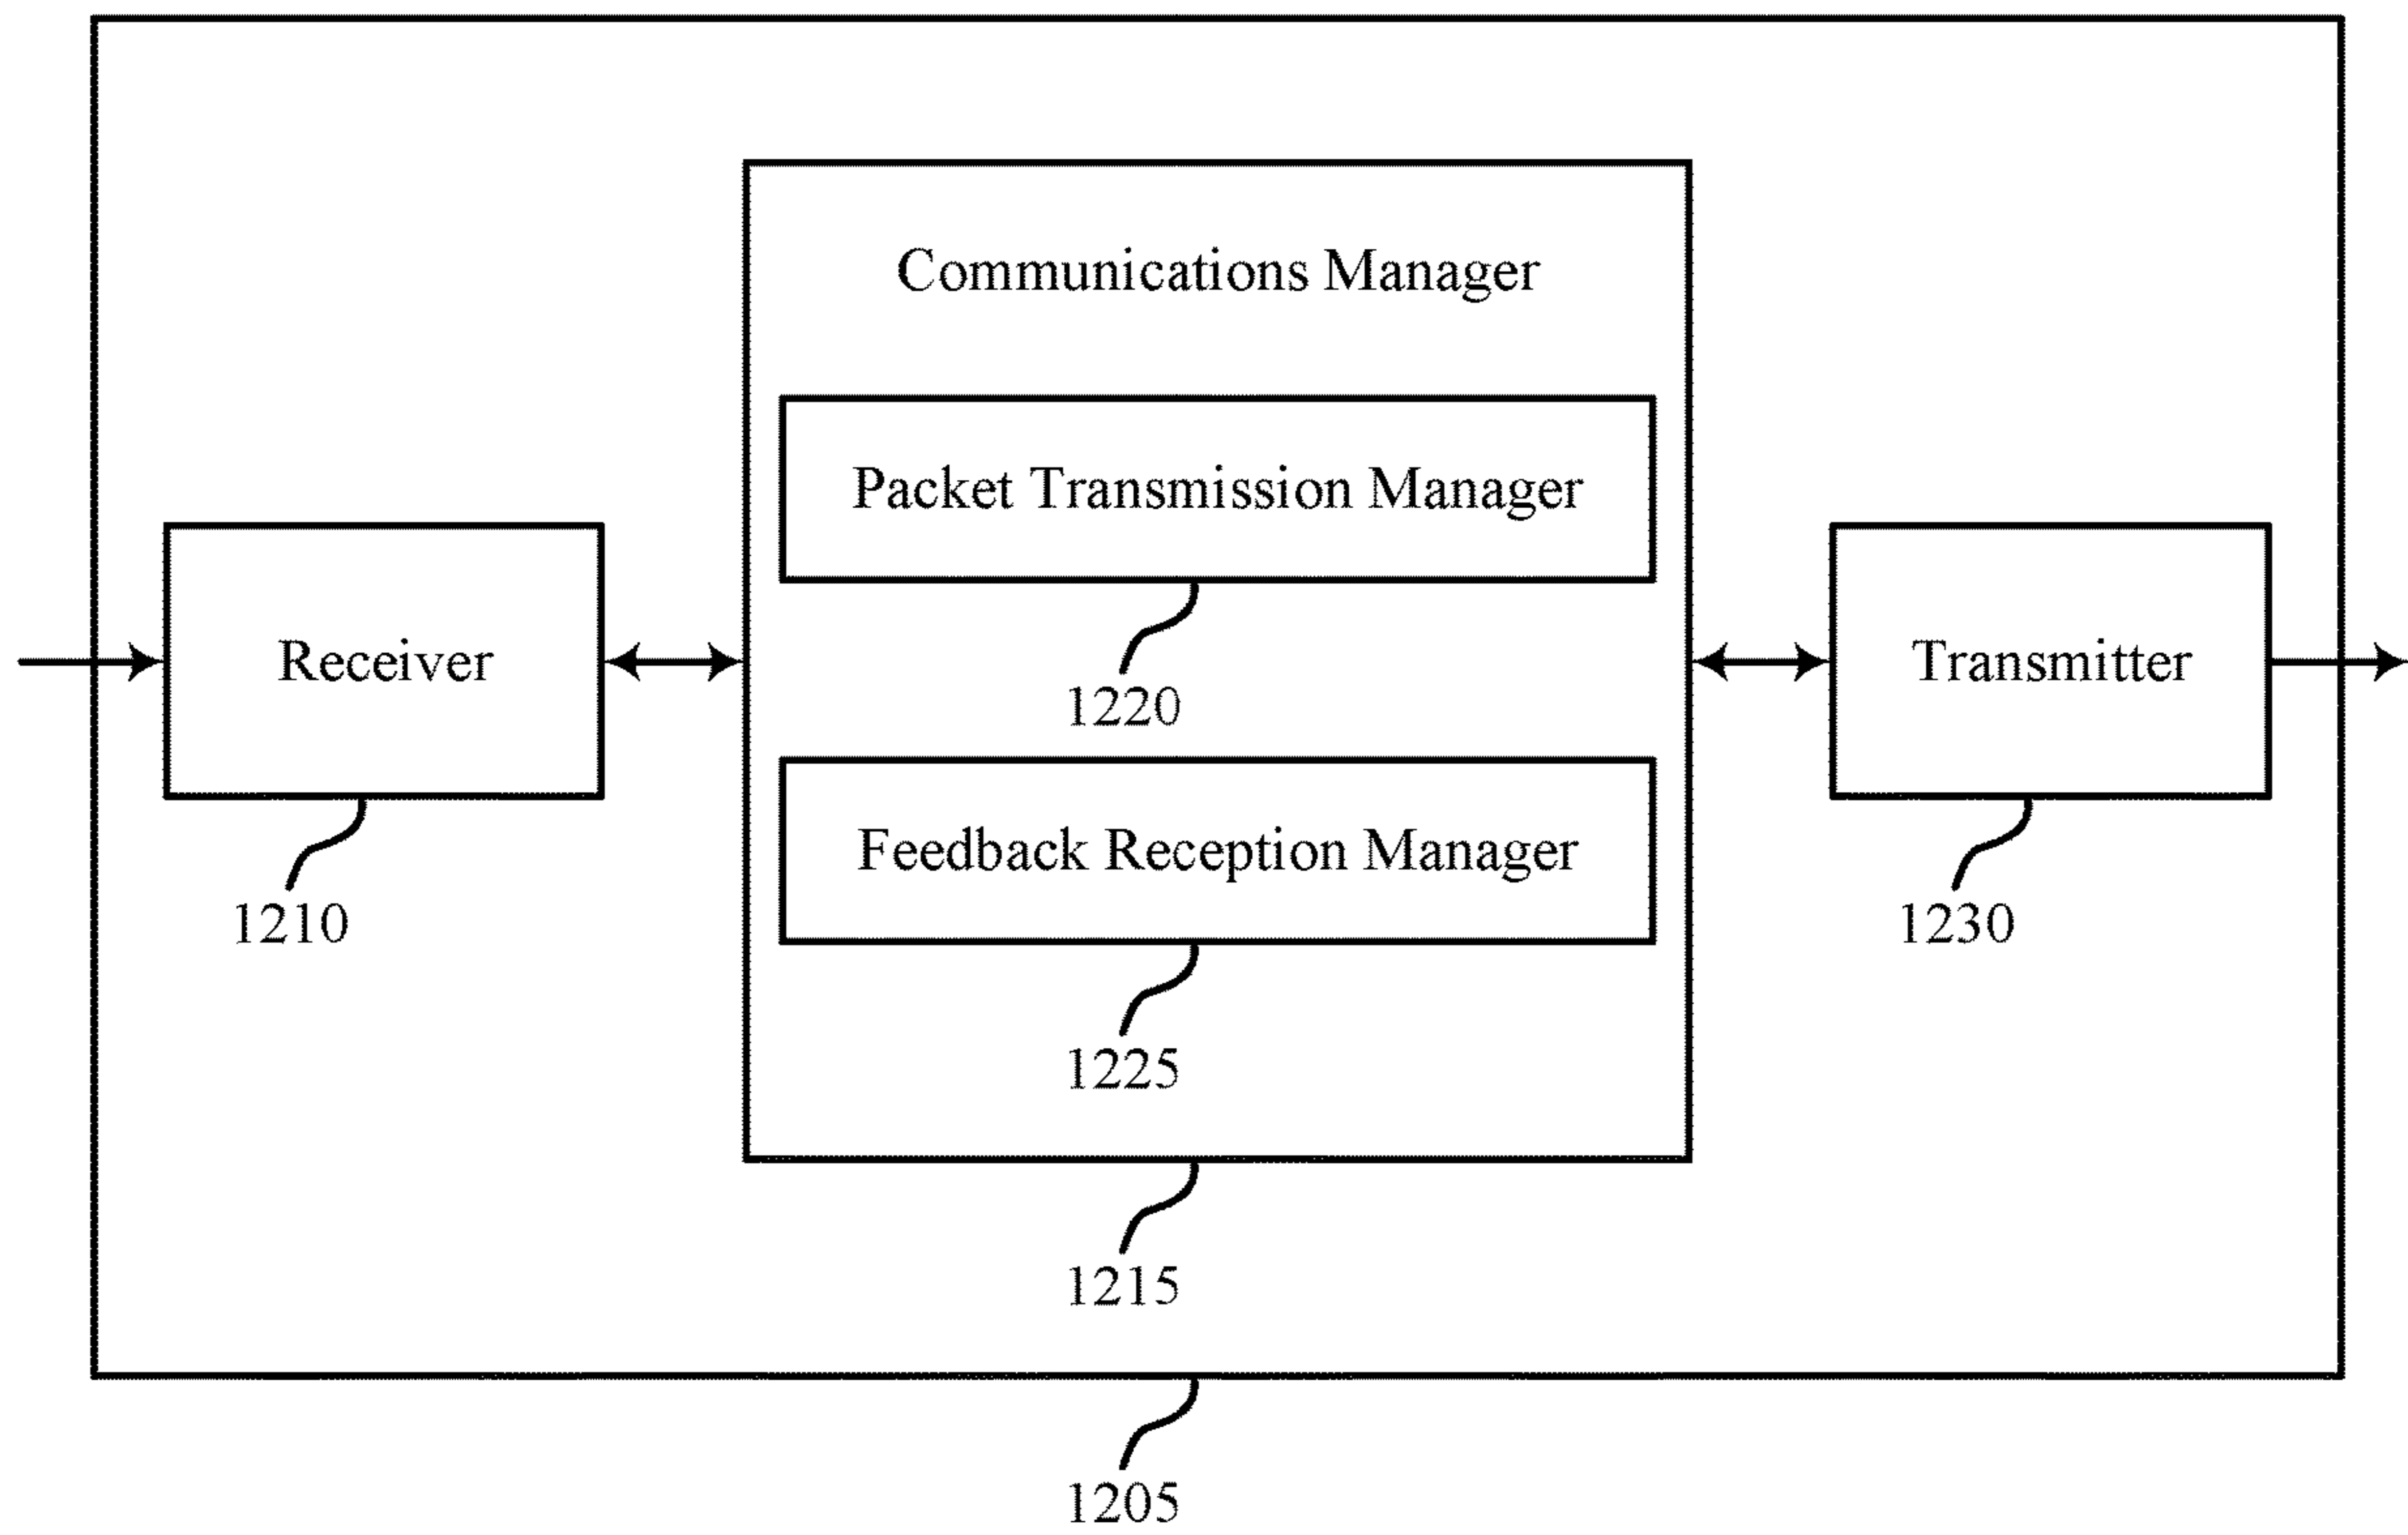 Communications Manager
Packet Transmission Manager
Receiver
Transmitter
1220
Feedback Reception Manager
1210
1230
1225
1215
1205